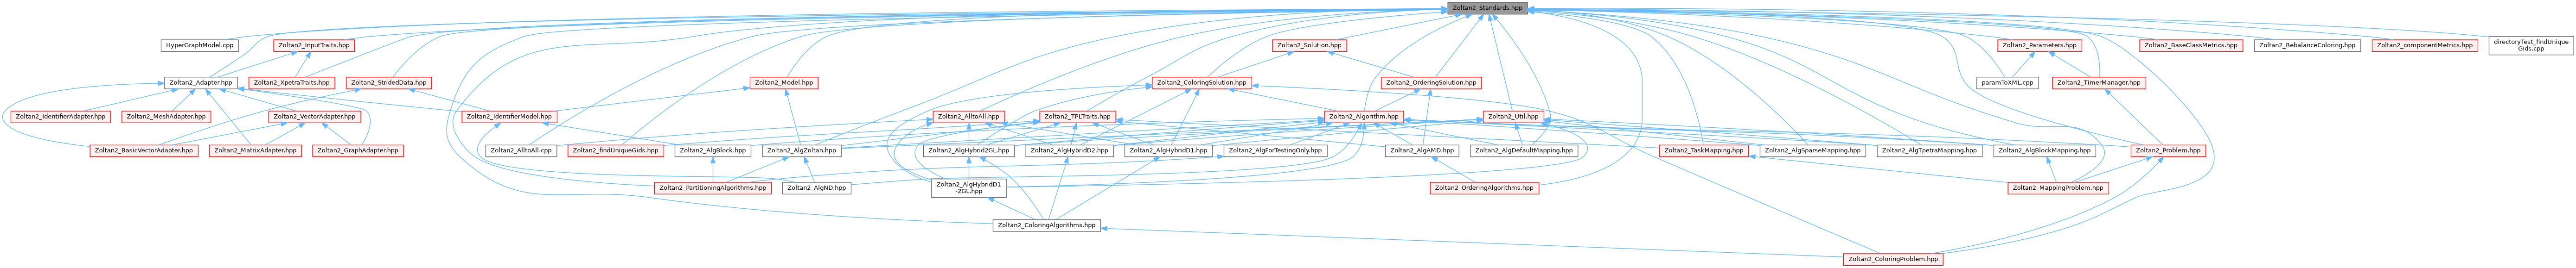 Zoltan2_Standards.hpp
HyperGraphModel.cpp
Zoltan2_InputTraits.hpp
Zoltan2_Solution.hpp
Zoltan2_Parameters.hpp
Zoltan2_BaseClassMetrics.hpp
Zoltan2_RebalanceColoring.hpp
Zoltan2_componentMetrics.hpp
directoryTest_findUnique
Gids.cpp
Zoltan2_Adapter.hpp
Zoltan2_XpetraTraits.hpp
Zoltan2_StridedData.hpp
Zoltan2_Model.hpp
Zoltan2_ColoringSolution.hpp
Zoltan2_OrderingSolution.hpp
paramToXML.cpp
Zoltan2_TimerManager.hpp
Zoltan2_IdentifierAdapter.hpp
Zoltan2_MeshAdapter.hpp
Zoltan2_VectorAdapter.hpp
Zoltan2_IdentifierModel.hpp
Zoltan2_AlltoAll.hpp
Zoltan2_TPLTraits.hpp
Zoltan2_Algorithm.hpp
Zoltan2_Util.hpp
Zoltan2_BasicVectorAdapter.hpp
Zoltan2_MatrixAdapter.hpp
Zoltan2_GraphAdapter.hpp
Zoltan2_AlltoAll.cpp
Zoltan2_findUniqueGids.hpp
Zoltan2_AlgBlock.hpp
Zoltan2_AlgZoltan.hpp
Zoltan2_AlgHybrid2GL.hpp
Zoltan2_AlgHybridD2.hpp
Zoltan2_AlgHybridD1.hpp
Zoltan2_AlgForTestingOnly.hpp
Zoltan2_AlgAMD.hpp
Zoltan2_AlgDefaultMapping.hpp
Zoltan2_TaskMapping.hpp
Zoltan2_AlgSparseMapping.hpp
Zoltan2_AlgTpetraMapping.hpp
Zoltan2_AlgBlockMapping.hpp
Zoltan2_Problem.hpp
Zoltan2_PartitioningAlgorithms.hpp
Zoltan2_AlgND.hpp
Zoltan2_AlgHybridD1
-2GL.hpp
Zoltan2_OrderingAlgorithms.hpp
Zoltan2_MappingProblem.hpp
Zoltan2_ColoringAlgorithms.hpp
Zoltan2_ColoringProblem.hpp